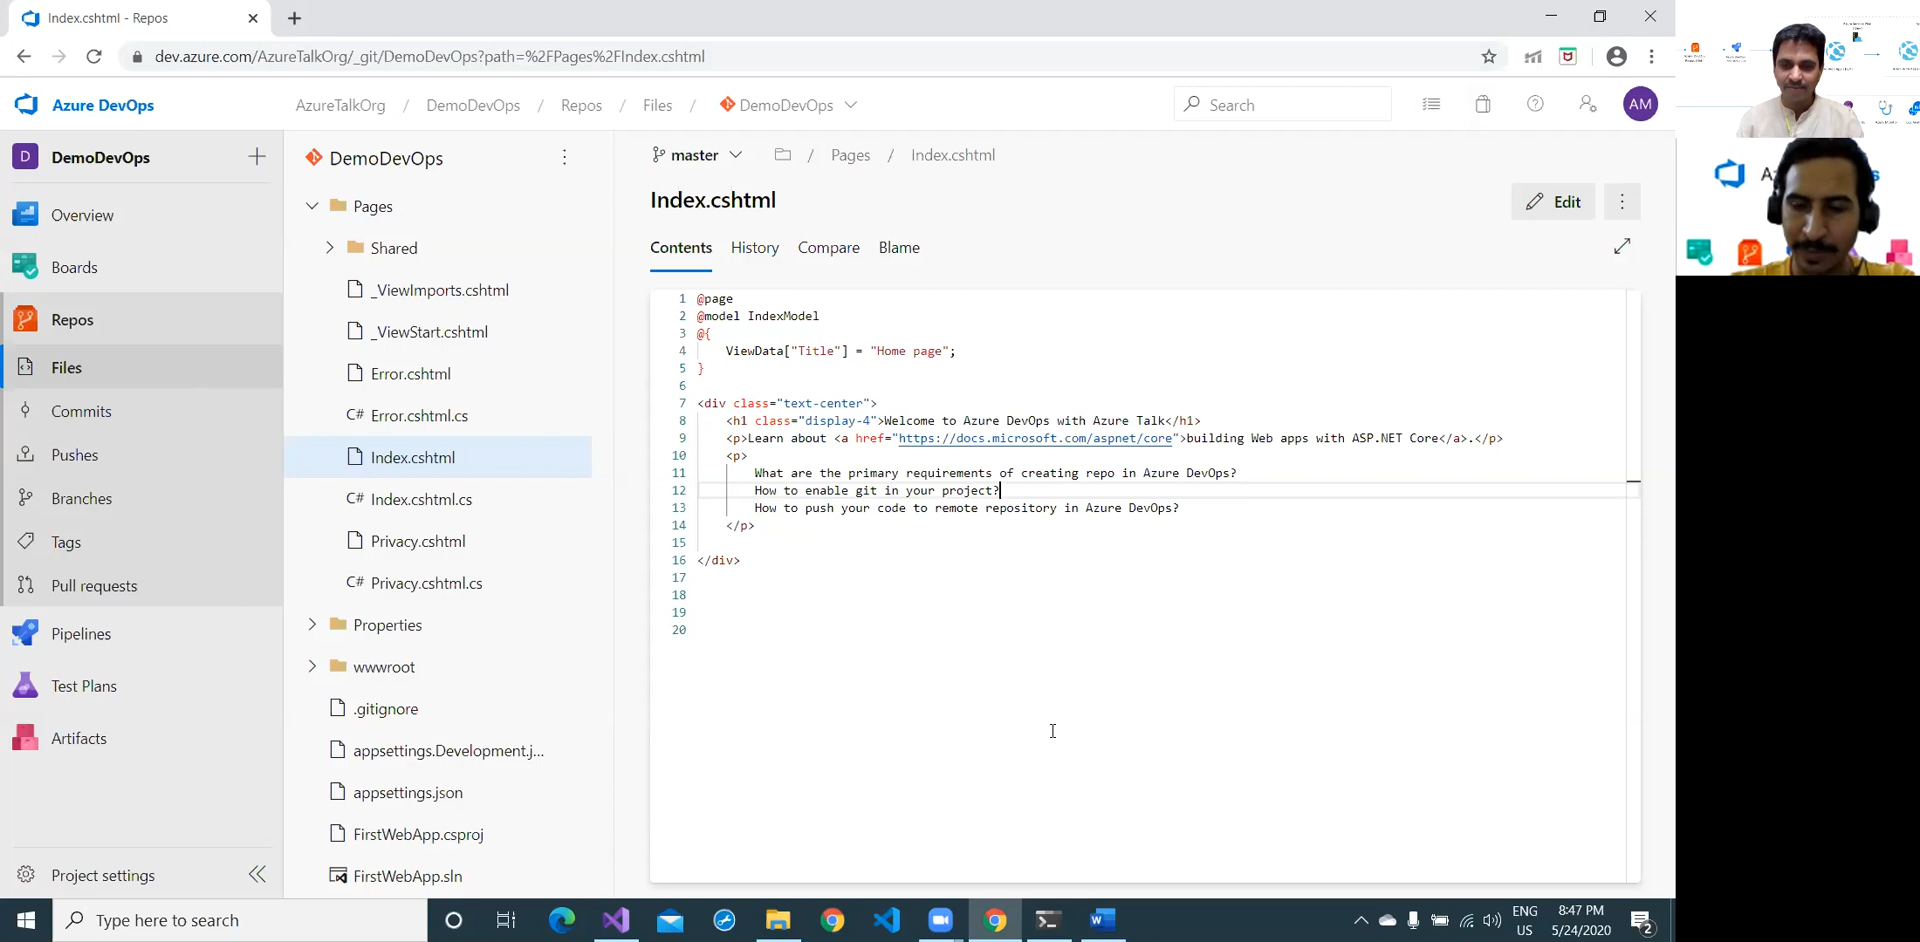 Index.cshtml - Repos
dev.azure.com/AzureTalkOrg/_git/DemoDevOps?path=%2FPages%2FIndex.cshtml
Azure DevOps
AzureTalkOrg / DemoDevOps / Repos / Files / DemoDevOps
Search
AM
D DemoDevOps
Overview
Boards
Repos
Files
Commits
Pushes
Branches
Tags
Pull requests
Pipelines
Test Plans
Artifacts
Project settings
DemoDevOps
Pages
Shared
_ViewImports.cshtml
_ViewStart.cshtml
Error.cshtml
C# Error.cshtml.cs
Index.cshtml
C# Index.cshtml.cs
Privacy.cshtml
C# Privacy.cshtml.cs
Properties
wwwroot
.gitignore
appsettings.Development.j...
appsettings.json
FirstWebApp.csproj
FirstWebApp.sln
master / Pages / Index.cshtml
Index.cshtml
Edit
Contents History Compare Blame
1 @page
2 @model IndexModel
3 @{
4 ViewData["Title"] = "Home page";
5 }
6
7 <div class="text-center">
8 <h1 class="display-4">Welcome to Azure DevOps with Azure Talk</h1>
9 <p>Learn about <a href="https://docs.microsoft.com/aspnet/core">building Web apps with ASP.NET Core</a>.</p>
10 <p>
11 What are the primary requirements of creating repo in Azure DevOps?
12 How to enable git in your project?
13 How to push your code to remote repository in Azure DevOps?
14 </p>
15
16 </div>
17
18
19
20
Type here to search
ENG
US
8:47 PM
5/24/2020
2